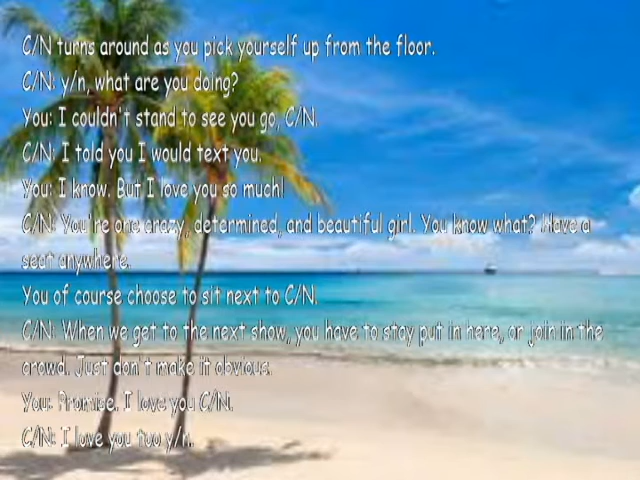 C/N turns around as you pick yourself up from the floor.
C/N: y/n, what are you doing?
You: I couldn't stand to see you go, C/N.
C/N: I told you I would text you.
You: I know. But I love you so much!
C/N: You're one crazy, determined, and beautiful girl. You know what? Have a
seat anywhere.
You of course choose to sit next to C/N.
C/N: When we get to the next show, you have to stay put in here, or join in the
crowd. Just don't make it obvious.
You: Promise. I love you C/N.
C/N: I love you too y/n.